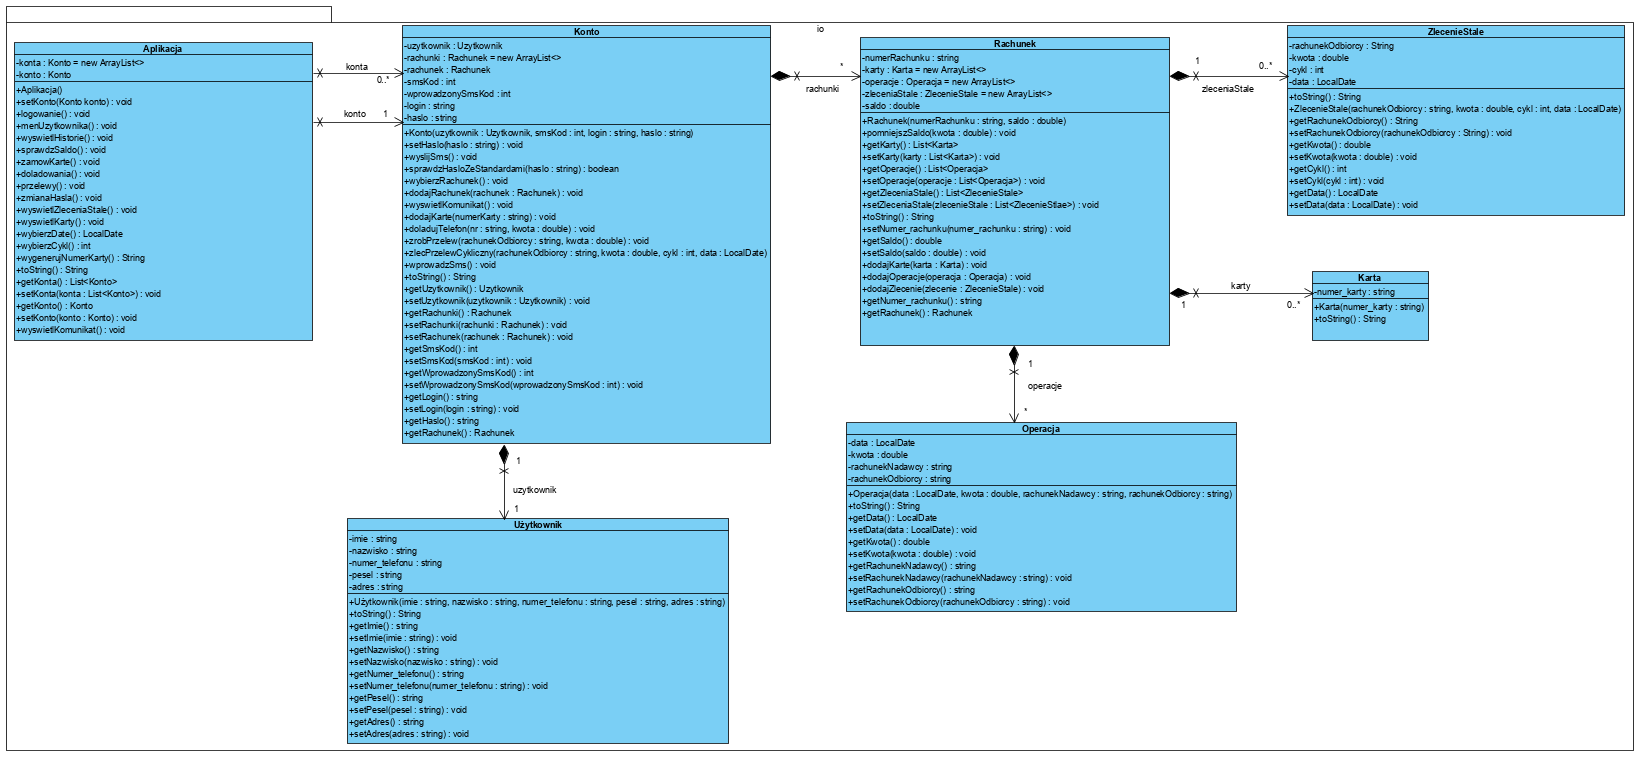 io
Aplikacja
-konta : Konto = new ArrayList<>
-konto : Konto
+Aplikacja()
+setKonto(Konto konto) : void
+logowanie() : void
+menUzytkownika() : void
+wyswietlHistorie() : void
+sprawdzSaldo() : void
+zamowKarte() : void
+doladowania() : void
+przelewy() : void
+zmianaHasla() : void
+wyswietlZleceniaStale() : void
+wyswietlKarty() : void
+wybierzDate() : LocalDate
+wybierzCykl() : int
+wygenerujNumerKarty() : String
+toString() : String
+getKonta() : List<Konto>
+setKonta(konta : List<Konto>) : void
+getKonto() : Konto
+setKonto(konto : Konto) : void
+wyswietlKomunikat() : void
konta
0..*
konto
1
Konto
-uzytkownik : Uzytkownik
-rachunki : Rachunek = new ArrayList<>
-rachunek : Rachunek
-smsKod : int
-wprowadzonySmsKod : int
-login : string
-haslo : string
+Konto(uzytkownik : Uzytkownik, smsKod : int, login : string, haslo : string)
+setHaslo(haslo : string) : void
+wyslijSms() : void
+sprawdzHasloZeStandardami(haslo : string) : boolean
+wybierzRachunek() : void
+dodajRachunek(rachunek : Rachunek) : void
+wyswietlKomunikat() : void
+dodajKarte(numerKarty : string) : void
+doladujTelefon(nr : string, kwota : double) : void
+zrobPrzelew(rachunekOdbiorcy : string, kwota : double) : void
+zlecPrzelewCykliczny(rachunekOdbiorcy : string, kwota : double, cykl : int, data : LocalDate)
+wprowadzSms() : void
+toString() : String
+getUzytkownik() : Uzytkownik
+setUzytkownik(uzytkownik : Uzytkownik) : void
+getRachunki() : Rachunek
+setRachunki(rachunki : Rachunek) : void
+setRachunek(rachunek : Rachunek) : void
+getSmsKod() : int
+setSmsKod(smsKod : int) : void
+getWprowadzonySmsKod() : int
+setWprowadzonySmsKod(wprowadzonySmsKod : int) : void
+getLogin() : string
+setLogin(login : string) : void
+getHaslo() : string
+getRachunek() : Rachunek
*
rachunki
Rachunek
-numerRachunku : string
-karty : Karta = new ArrayList<>
-operacje : Operacja = new ArrayList<>
-zleceniaStale : ZlecenieStale = new ArrayList<>
-saldo : double
+Rachunek(numerRachunku : string, saldo : double)
+pomniejszSaldo(kwota : double) : void
+getKarty() : List<Karta>
+setKarty(karty : List<Karta>) : void
+getOperacje() : List<Operacja>
+setOperacje(operacje : List<Operacja>) : void
+getZleceniaStale() : List<ZlecenieStale>
+setZleceniaStale(zlecenieStale : List<ZlecenieStlae>) : void
+toString() : String
+setNumer_rachunku(numer_rachunku : string) : void
+getSaldo() : double
+setSaldo(saldo : double) : void
+dodajKarte(karta : Karta) : void
+dodajOperacje(operacja : Operacja) : void
+dodajZlecenie(zlecenie : ZlecenieStale) : void
+getNumer_rachunku() : string
+getRachunek() : Rachunek
1
0..*
zleceniaStale
ZlecenieStale
-rachunekOdbiorcy : String
-kwota : double
-cykl : int
-data : LocalDate
+toString() : String
+ZlecenieStale(rachunekOdbiorcy : string, kwota : double, cykl : int, data : LocalDate)
+getRachunekOdbiorcy() : String
+setRachunekOdbiorcy(rachunekOdbiorcy : String) : void
+getKwota() : double
+setKwota(kwota : double) : void
+getCykl() : int
+setCykl(cykl : int) : void
+getData() : LocalDate
+setData(data : LocalDate) : void
karty
1
0..*
Karta
-numer_karty : string
+Karta(numer_karty : string)
+toString() : String
1
operacje
*
Operacja
-data : LocalDate
-kwota : double
-rachunekNadawcy : string
-rachunekOdbiorcy : string
+Operacja(data : LocalDate, kwota : double, rachunekNadawcy : string, rachunekOdbiorcy : string)
+toString() : String
+getData() : LocalDate
+setData(data : LocalDate) : void
+getKwota() : double
+setKwota(kwota : double) : void
+getRachunekNadawcy() : string
+setRachunekNadawcy(rachunekNadawcy : string) : void
+getRachunekOdbiorcy() : string
+setRachunekOdbiorcy(rachunekOdbiorcy : string) : void
1
uzytkownik
1
Użytkownik
-imie : string
-nazwisko : string
-numer_telefonu : string
-pesel : string
-adres : string
+Użytkownik(imie : string, nazwisko : string, numer_telefonu : string, pesel : string, adres : string)
+toString() : String
+getImie() : string
+setImie(imie : string) : void
+getNazwisko() : string
+setNazwisko(nazwisko : string) : void
+getNumer_telefonu() : string
+setNumer_telefonu(numer_telefonu : string) : void
+getPesel() : string
+setPesel(pesel : string) : void
+getAdres() : string
+setAdres(adres : string) : void